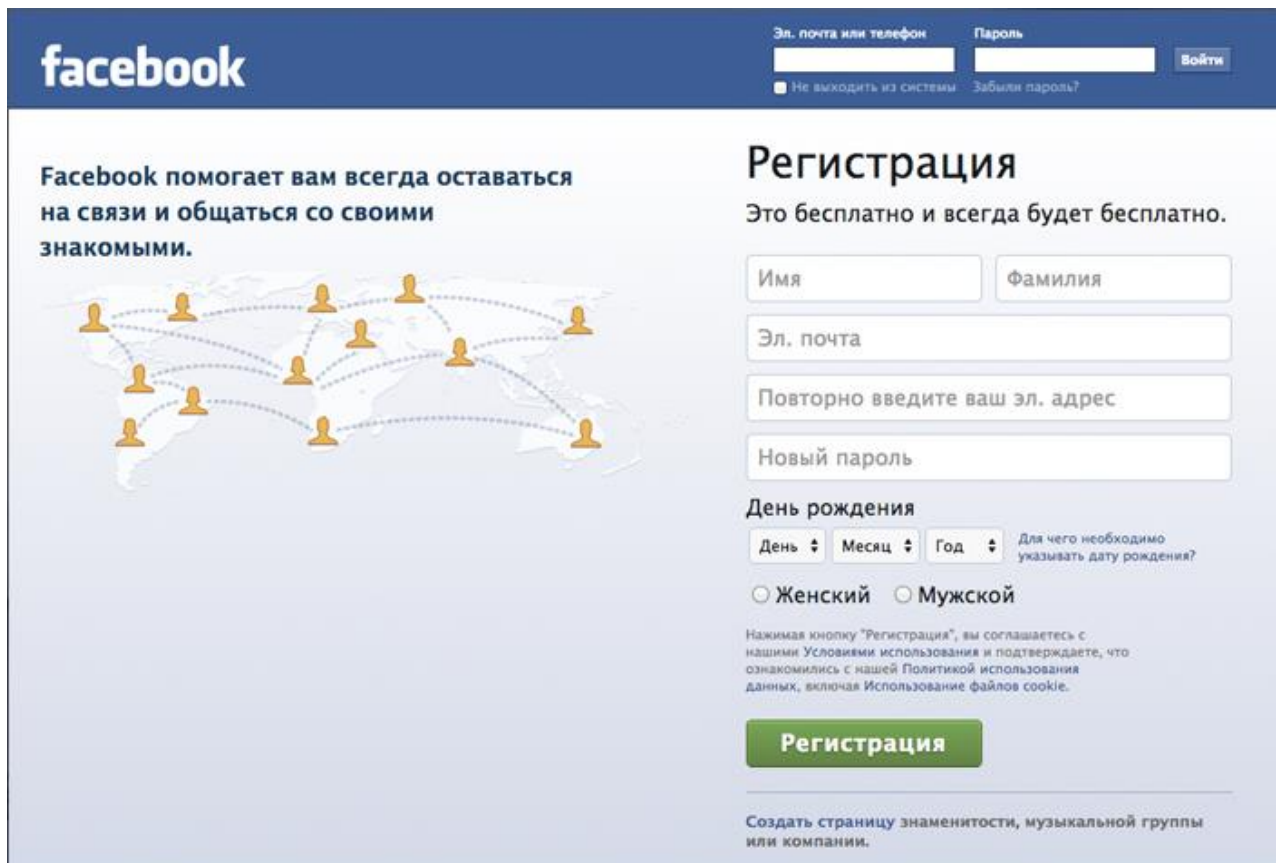 facebook
Эл. почта или телефон
Пароль
Войти
Не выходить из системы
Забыли пароль?
Facebook помогает вам всегда оставаться
на связи и общаться со своими
знакомыми.
Регистрация
Это бесплатно и всегда будет бесплатно.
Имя
Фамилия
Эл. почта
Повторно введите ваш эл. адрес
Новый пароль
День рождения
День
Месяц
Год
Для чего необходимо
указывать дату рождения?
Женский
Мужской
Нажимая кнопку "Регистрация", вы соглашаетесь с
нашими Условиями использования и подтверждаете, что
ознакомились с нашей Политикой использования
данных, включая Использование файлов cookie.
Регистрация
Создать страницу знаменитости, музыкальной группы
или компании.